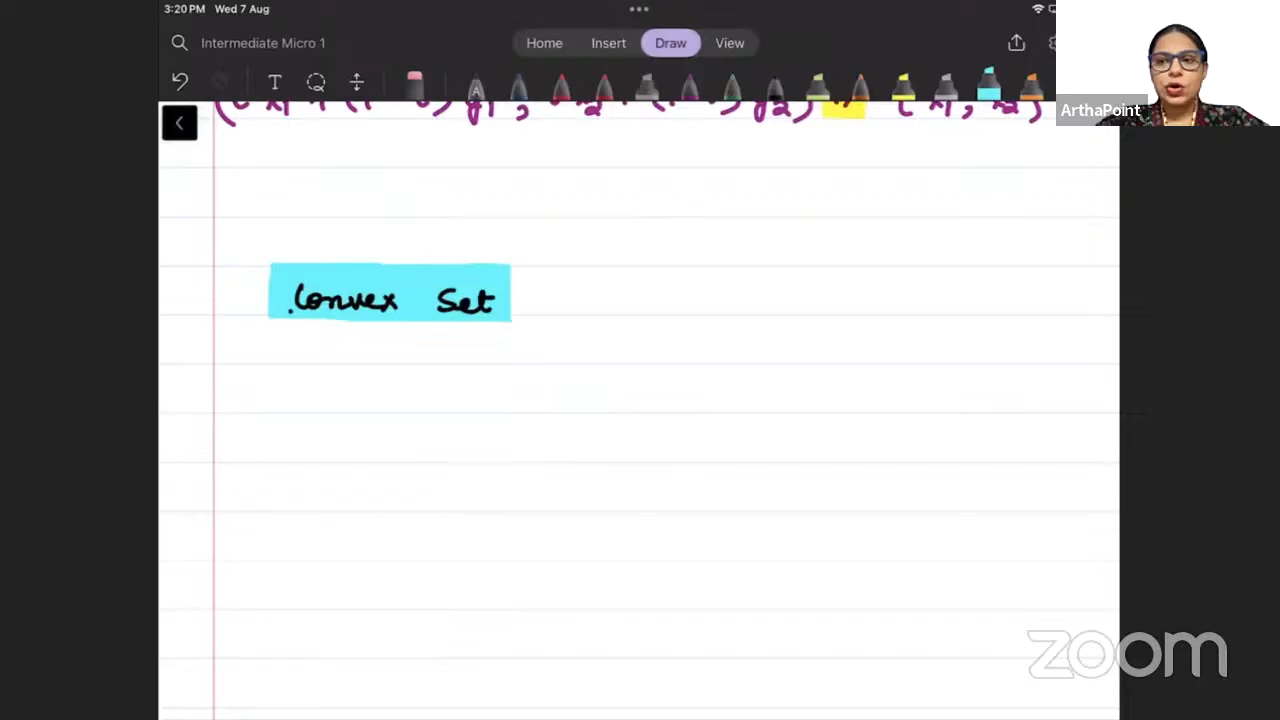 3:20 PM Wed 7 Aug
Intermediate Micro 1
Home Insert Draw View
T
A
ArthaPoint
Convex Set
zoom